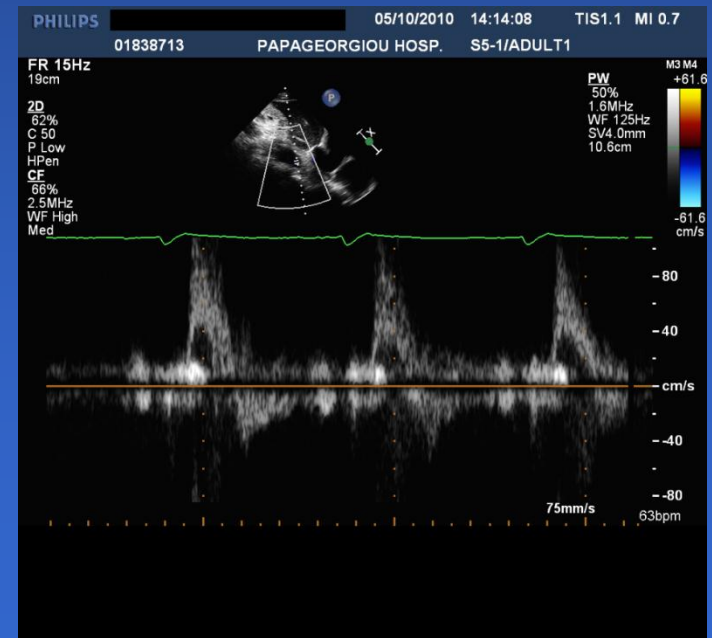 PHILIPS 05/10/2010 14:14:08 TIS1.1 MI 0.7
01838713 PAPAGEORGIOU HOSP. S5-1/ADULT1
FR 15Hz
19cm
2D
62%
C 50
P Low
HPen
CF
66%
2.5MHz
WF High
Med
P
X
PW
50%
1.6MHz
WF 125Hz
SV4.0mm
10.6cm
M3 M4
+61.6
-61.6
cm/s
-80
-40
cm/s
--40
--80
75mm/s
63bpm